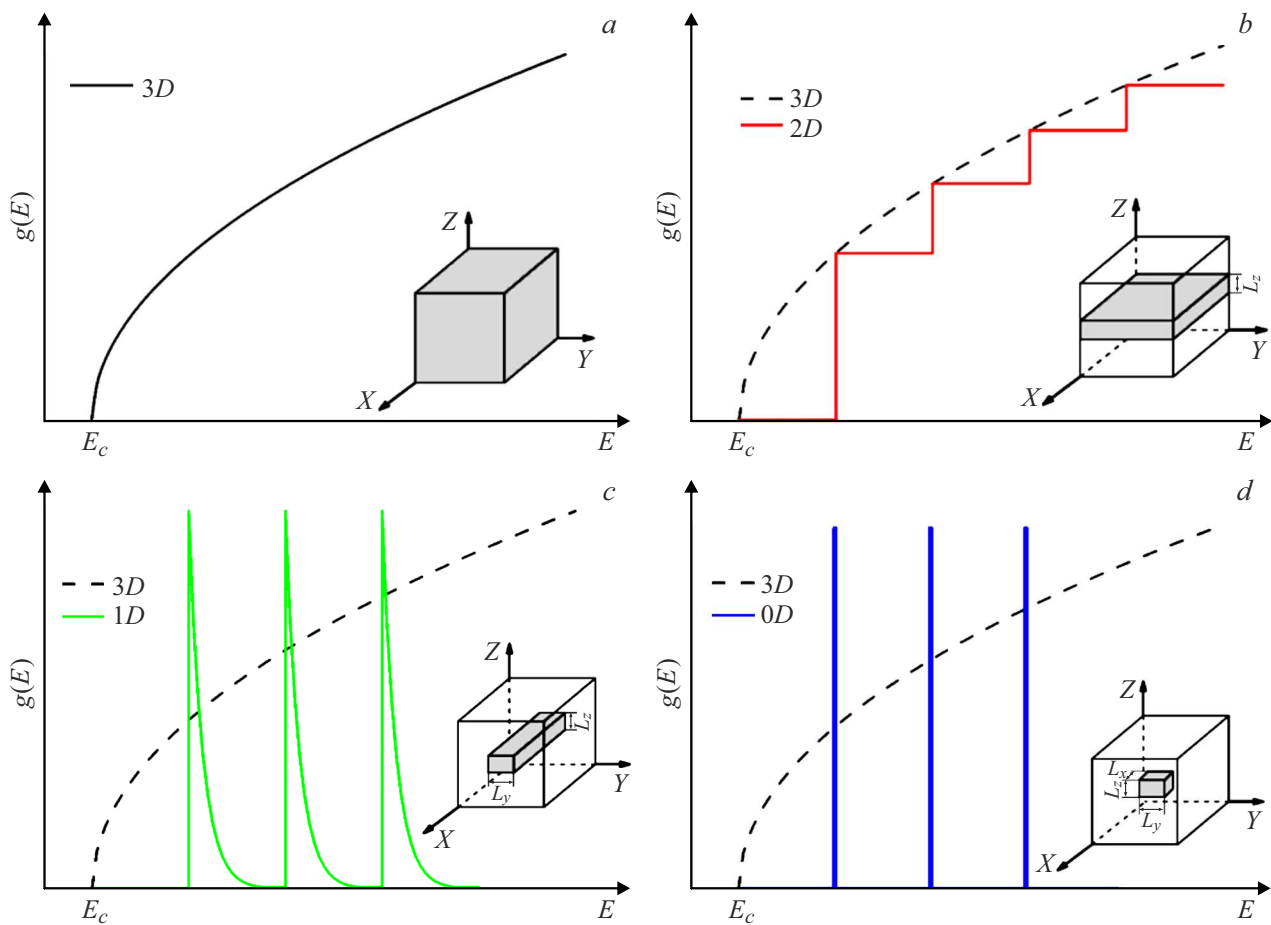 a
3D
g(E)
Z
Y
X
E_c
E
b
3D
2D
g(E)
Z
L_z
Y
X
E_c
E
c
3D
1D
g(E)
Z
L_z
L_y
Y
X
E_c
E
d
3D
0D
g(E)
Z
L_x
L_z
L_y
Y
X
E_c
E